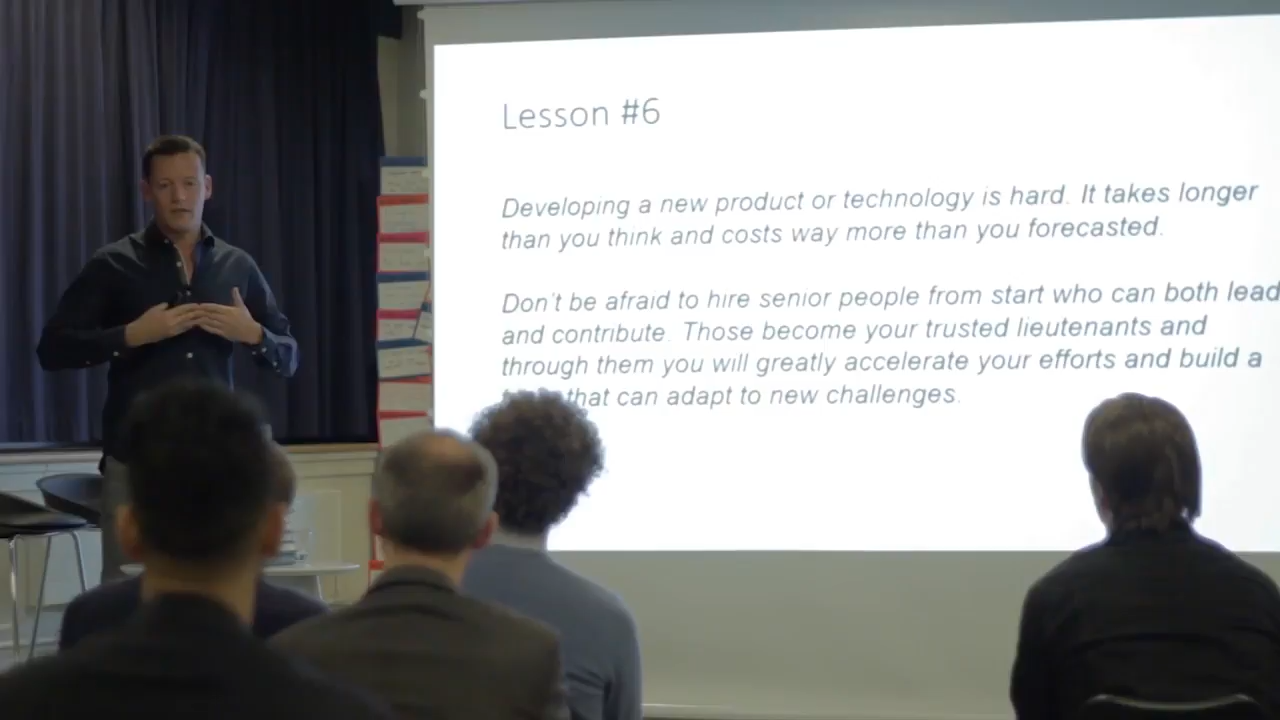 Lesson #6
Developing a new product or technology is hard. It takes longer
than you think and costs way more than you forecasted.
Don't be afraid to hire senior people from start who can both lead
and contribute. Those become your trusted lieutenants and
through them you will greatly accelerate your efforts and build a
that can adapt to new challenges.